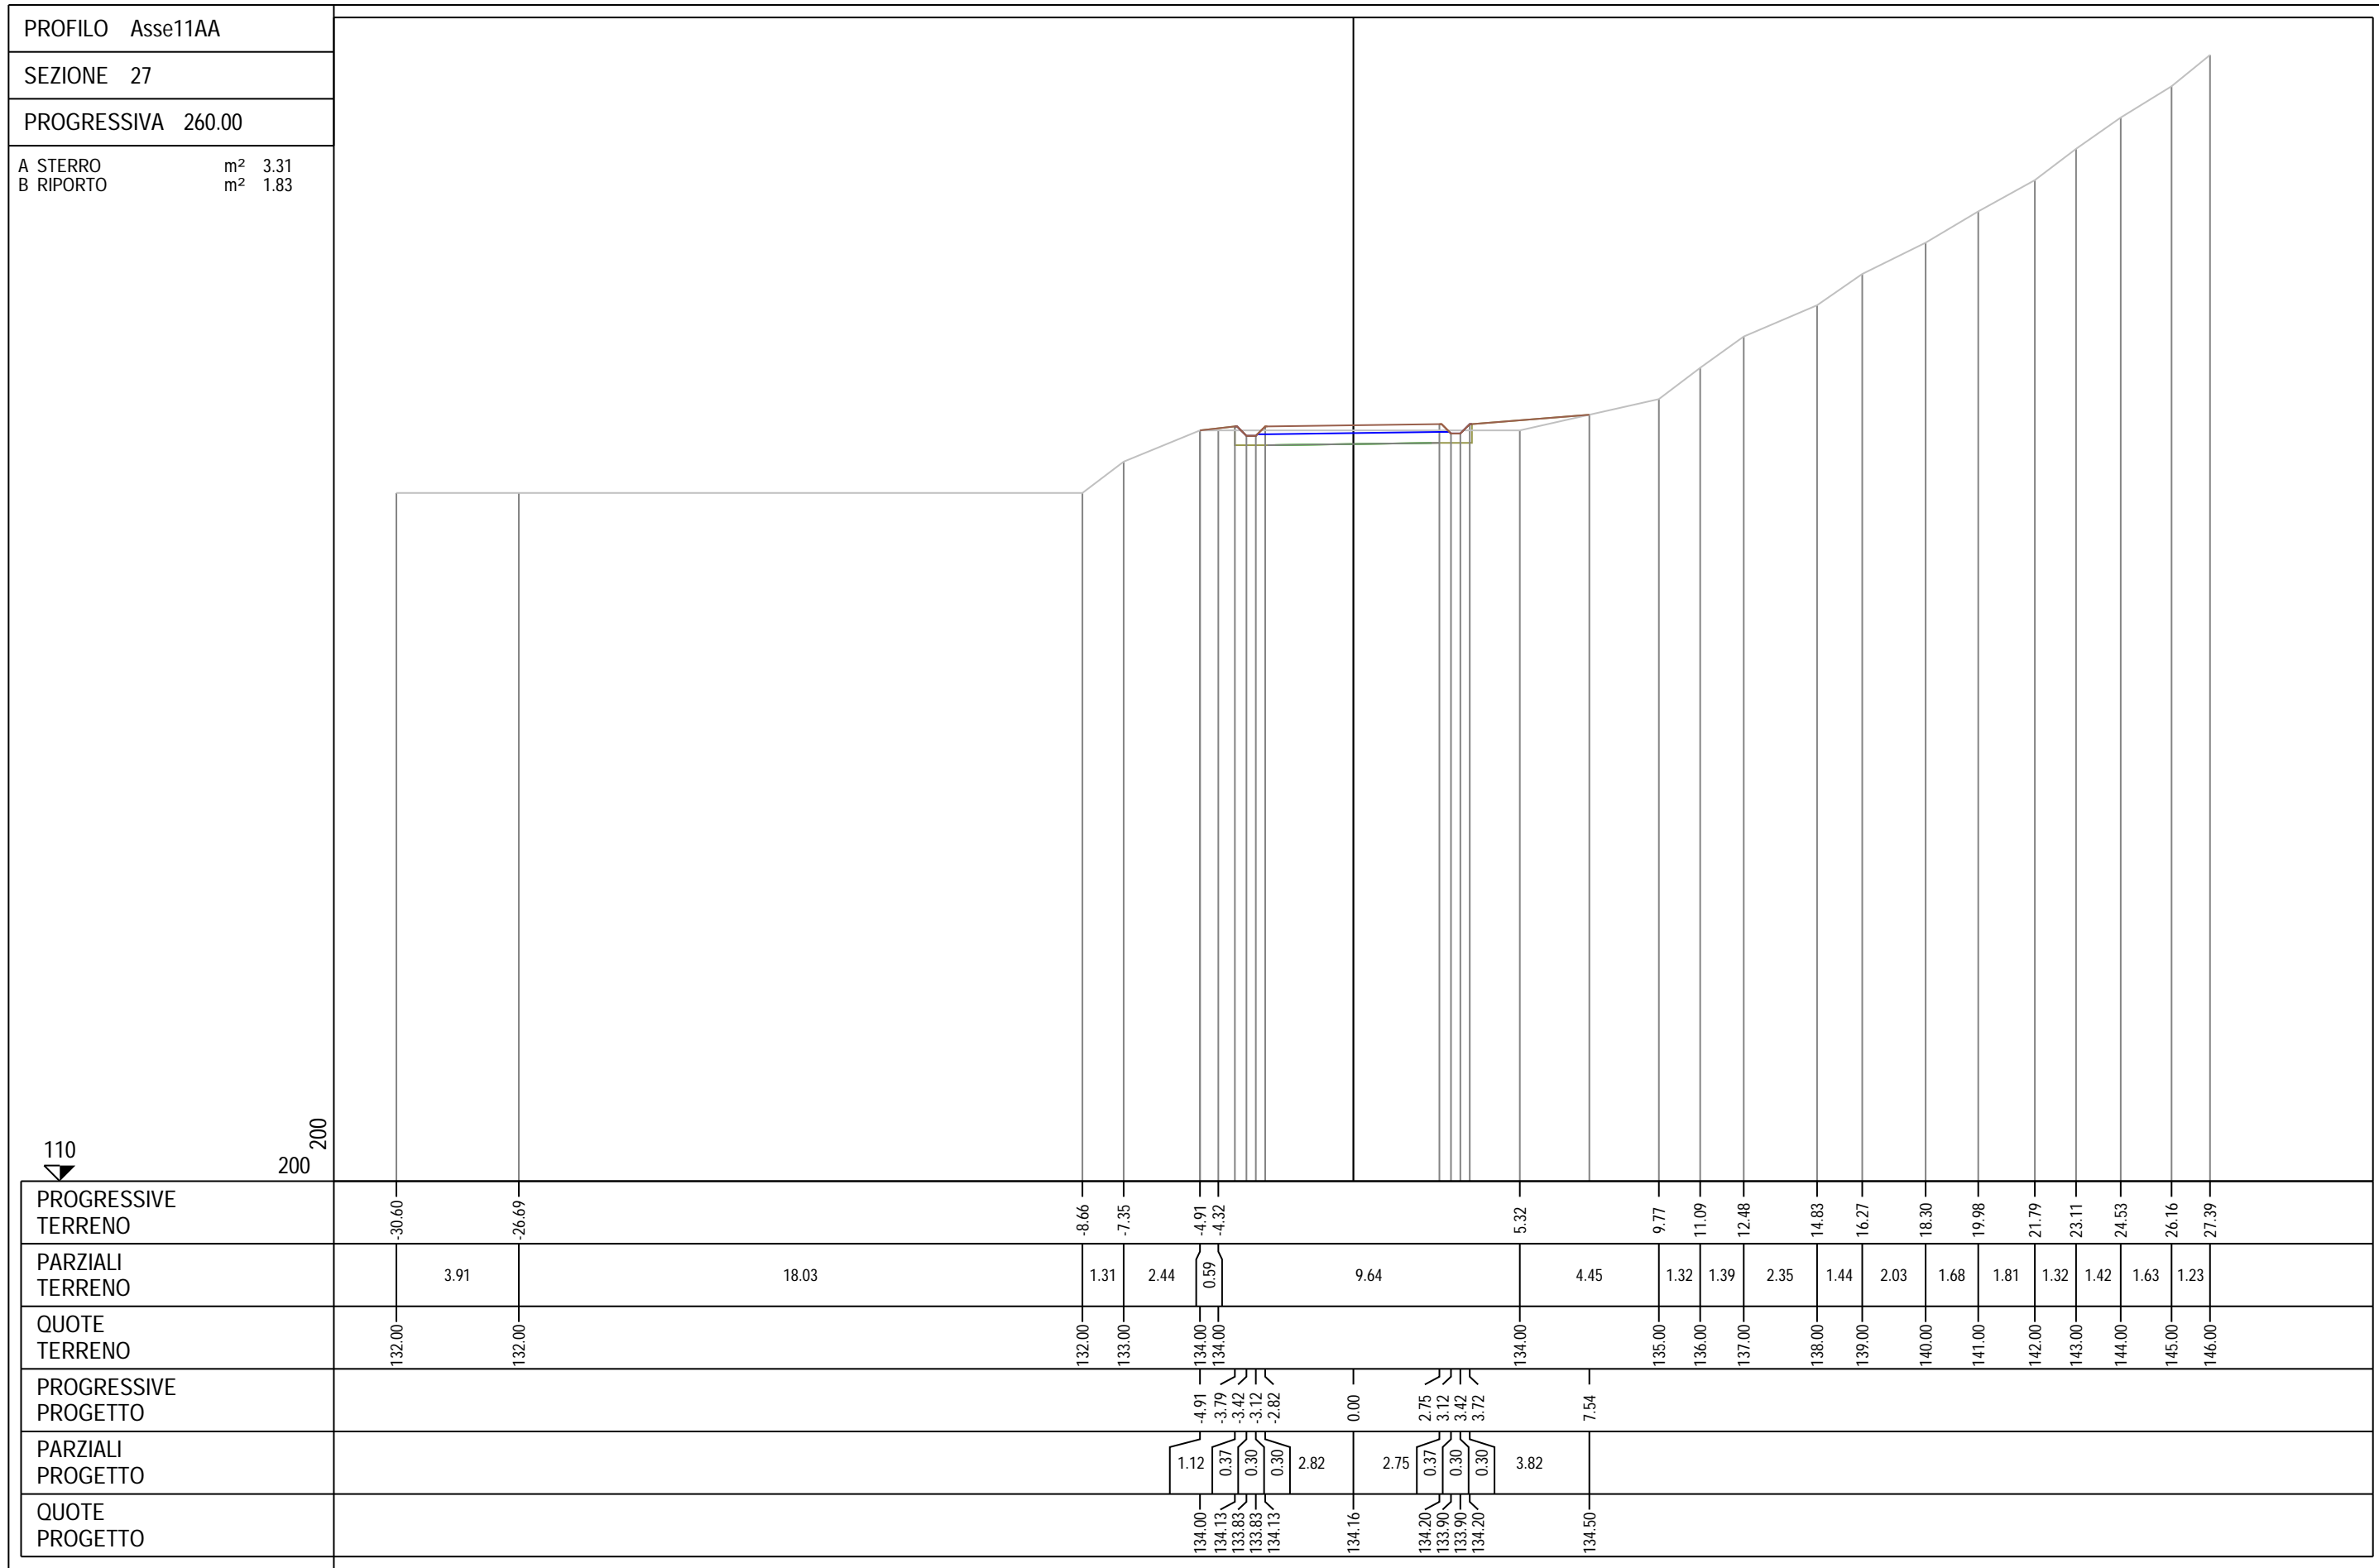 PROFILO Asse11AA
SEZIONE 27
PROGRESSIVA 260.00
A STERRO m² 3.31
B RIPORTO m² 1.83
200
110
200
PROGRESSIVE
TERRENO
-30.60 -26.69 -8.66 -7.35 -4.91 -4.32 5.32 9.77 11.09 12.48 14.83 16.27 18.30 19.98 21.79 23.11 24.53 26.16 27.39
PARZIALI
TERRENO
3.91 18.03 1.31 2.44 0.59 9.64 4.45 1.32 1.39 2.35 1.44 2.03 1.68 1.81 1.32 1.42 1.63 1.23
QUOTE
TERRENO
132.00 132.00 132.00 133.00 134.00 134.00 134.00 135.00 136.00 137.00 138.00 139.00 140.00 141.00 142.00 143.00 144.00 145.00 146.00
PROGRESSIVE
PROGETTO
-4.91 -3.79 -3.42 -3.12 -2.82 0.00 2.75 3.12 3.42 3.72 7.54
PARZIALI
PROGETTO
1.12 0.37 0.30 0.30 2.82 2.75 0.37 0.30 0.30 3.82
QUOTE
PROGETTO
134.00 134.13 133.83 133.83 134.13 134.16 134.20 133.90 133.90 134.20 134.50